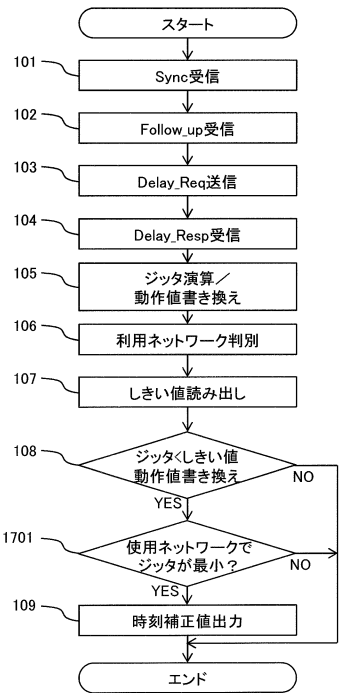 スタート
101
Sync受信
102
Follow_up受信
103
Delay_Req送信
104
Delay_Resp受信
105
ジッタ演算／
動作値書き換え
106
利用ネットワーク判別
107
しきい値読み出し
108
ジッタ<しきい値
動作値書き換え
NO
YES
1701
使用ネットワークで
ジッタが最小？
NO
YES
109
時刻補正値出力
エンド